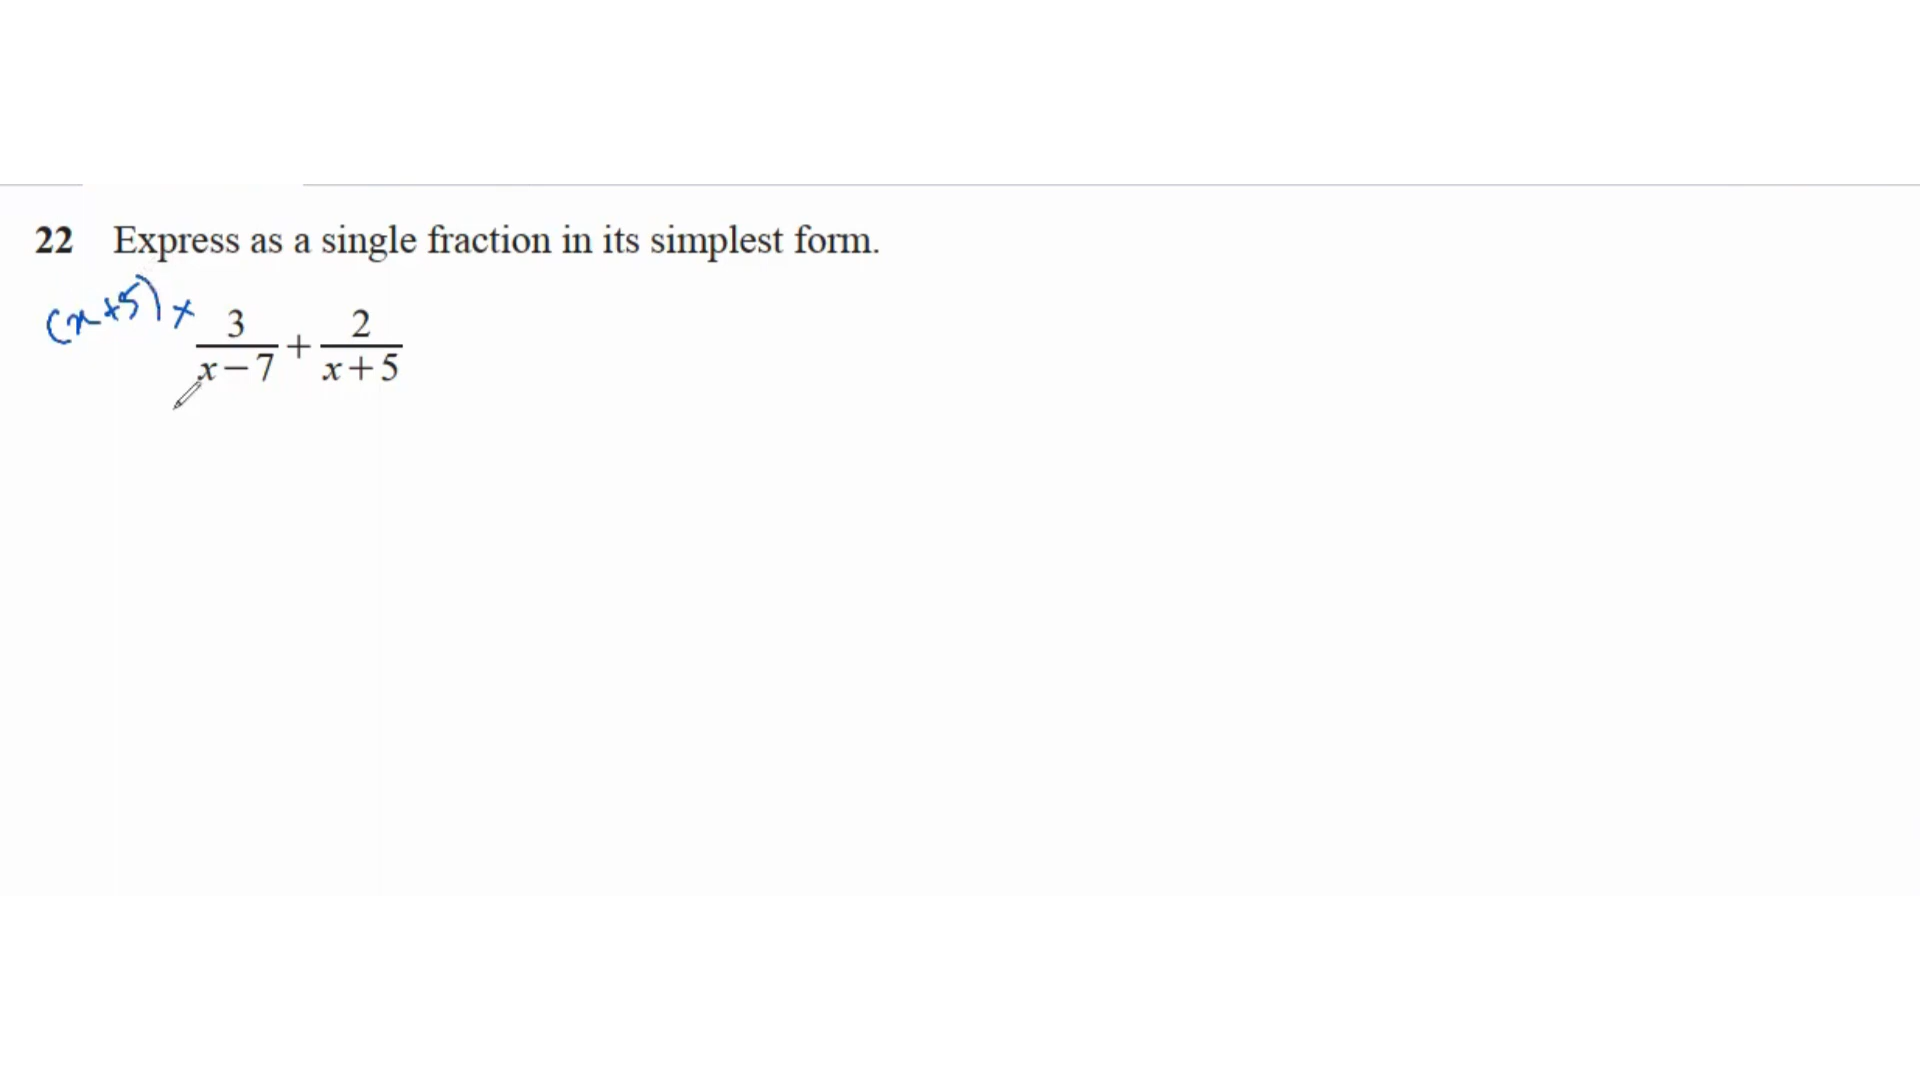 22 Express as a single fraction in its simplest form.
(x+5) ×
3/(x−7) + 2/(x+5)